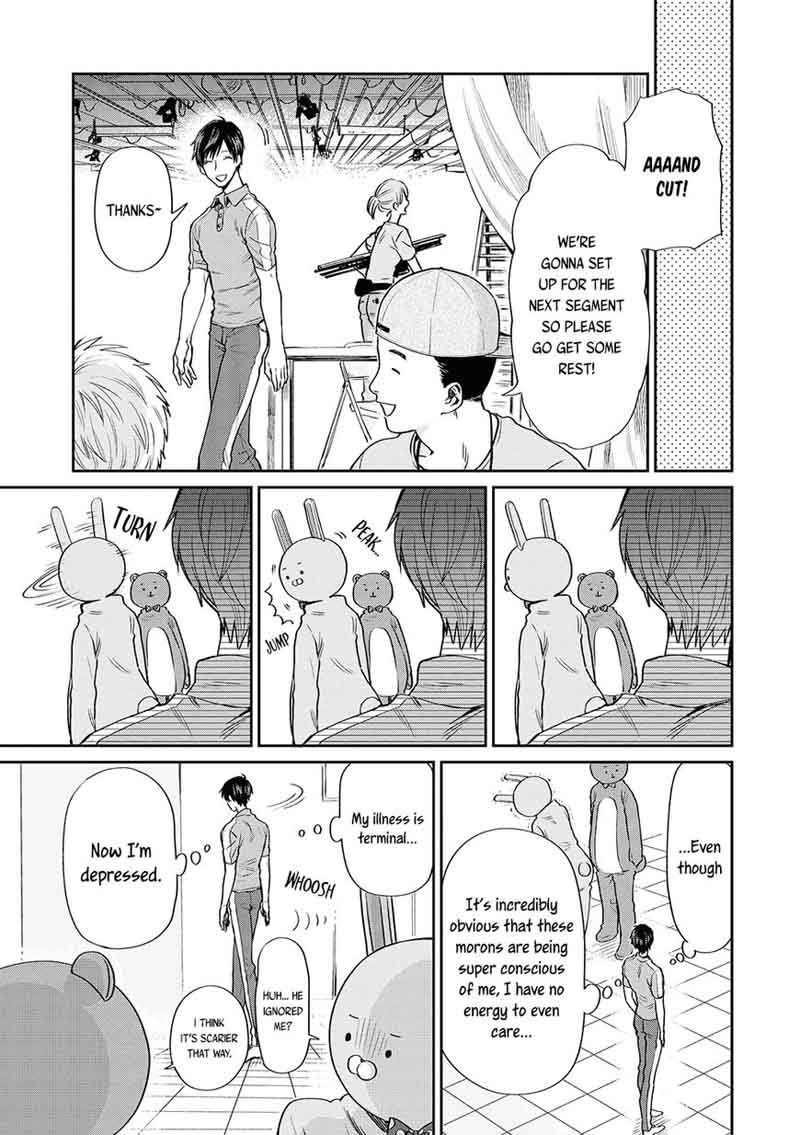 AAAAND
CUT!
WE'RE
GONNA SET
UP FOR THE
NEXT SEGMENT
SO PLEASE
GO GET SOME
REST!
THANKS~
PEAK...
JUMP
TURN
...Even
though
It's incredibly
obvious that these
morons are being
super conscious
of me, I have no
energy to even
care...
My illness is
terminal...
WHOOSH
Now I'm
depressed.
HUH... HE
IGNORED
ME?
I THINK
IT'S SCARIER
THAT WAY.